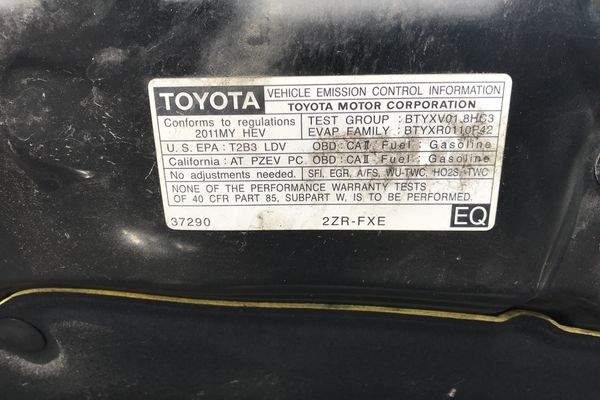 TOYOTA VEHICLE EMISSION CONTROL INFORMATION
TOYOTA MOTOR CORPORATION
Conforms to regulations
2011MY HEV
TEST GROUP : BTYXV01.8HC3
EVAP. FAMILY : BTYXR0110P42
U.S. EPA : T2B3 LDV OBD : CAII Fuel : Gasoline
California : AT PZEV PC OBD : CAII Fuel : Gasoline
No adjustments needed. SFI, EGR, A/FS, WU-TWC, HO2S, TWC
NONE OF THE PERFORMANCE WARRANTY TESTS
OF 40 CFR PART 85, SUBPART W, IS TO BE PERFORMED.
37290 2ZR-FXE EQ